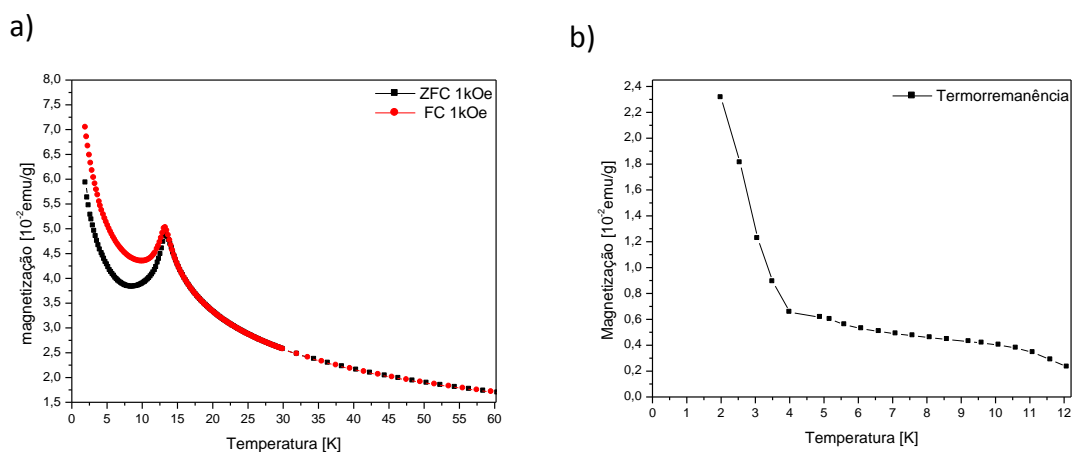 a)
8,0
7,5
7,0
6,5
6,0
5,5
5,0
4,5
4,0
3,5
3,0
2,5
2,0
1,5
magnetização [10⁻²emu/g]
ZFC 1kOe
FC 1kOe
0 5 10 15 20 25 30 35 40 45 50 55 60
Temperatura [K]
b)
2,4
2,2
2,0
1,8
1,6
1,4
1,2
1,0
0,8
0,6
0,4
0,2
0,0
Magnetização [10⁻²emu/g]
Termorremanência
0 1 2 3 4 5 6 7 8 9 10 11 12
Temperatura [K]